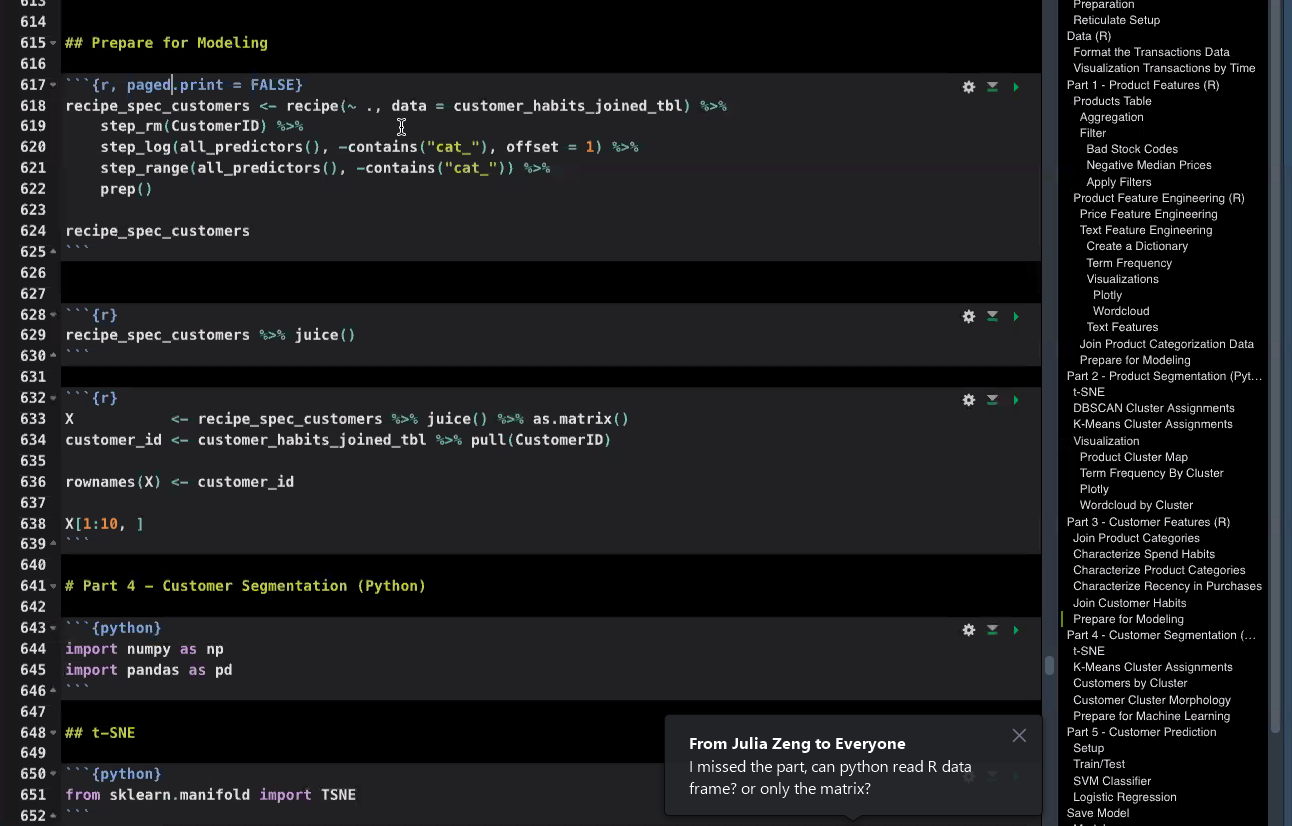 613
614
615 ## Prepare for Modeling
616
617 ```{r, paged.print = FALSE}
618 recipe_spec_customers <- recipe(~ ., data = customer_habits_joined_tbl) %>%
619     step_rm(CustomerID) %>%
620     step_log(all_predictors(), -contains("cat_"), offset = 1) %>%
621     step_range(all_predictors(), -contains("cat_")) %>%
622     prep()
623
624 recipe_spec_customers
625 ```
626
627
628 ```{r}
629 recipe_spec_customers %>% juice()
630 ```
631
632 ```{r}
633 X           <- recipe_spec_customers %>% juice() %>% as.matrix()
634 customer_id <- customer_habits_joined_tbl %>% pull(CustomerID)
635
636 rownames(X) <- customer_id
637
638 X[1:10, ]
639 ```
640
641 # Part 4 - Customer Segmentation (Python)
642
643 ```{python}
644 import numpy as np
645 import pandas as pd
646 ```
647
648 ## t-SNE
649
650 ```{python}
651 from sklearn.manifold import TSNE
652 ```
From Julia Zeng to Everyone
I missed the part, can python read R data
frame? or only the matrix?
Preparation
Reticulate Setup
Data (R)
Format the Transactions Data
Visualization Transactions by Time
Part 1 - Product Features (R)
Products Table
Aggregation
Filter
Bad Stock Codes
Negative Median Prices
Apply Filters
Product Feature Engineering (R)
Price Feature Engineering
Text Feature Engineering
Create a Dictionary
Term Frequency
Visualizations
Plotly
Wordcloud
Text Features
Join Product Categorization Data
Prepare for Modeling
Part 2 - Product Segmentation (Pyt...
t-SNE
DBSCAN Cluster Assignments
K-Means Cluster Assignments
Visualization
Product Cluster Map
Term Frequency By Cluster
Plotly
Wordcloud by Cluster
Part 3 - Customer Features (R)
Join Product Categories
Characterize Spend Habits
Characterize Product Categories
Characterize Recency in Purchases
Join Customer Habits
Prepare for Modeling
Part 4 - Customer Segmentation (...
t-SNE
K-Means Cluster Assignments
Customers by Cluster
Customer Cluster Morphology
Prepare for Machine Learning
Part 5 - Customer Prediction
Setup
Train/Test
SVM Classifier
Logistic Regression
Save Model